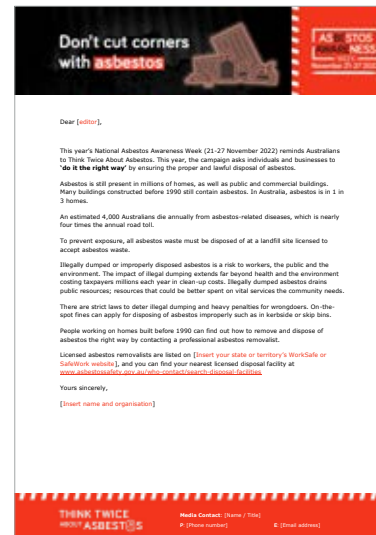 Don't cut corners
with asbestos
ASBESTOS
AWARENESS
WEEK
November 21-27 2022
Dear [editor],
This year's National Asbestos Awareness Week (21-27 November 2022) reminds Australians
to Think Twice About Asbestos. This year, the campaign asks individuals and businesses to
'do it the right way' by ensuring the proper and lawful disposal of asbestos.
Asbestos is still present in millions of homes, as well as public and commercial buildings.
Many buildings constructed before 1990 still contain asbestos. In Australia, asbestos is in 1 in
3 homes.
An estimated 4,000 Australians die annually from asbestos-related diseases, which is nearly
four times the annual road toll.
To prevent exposure, all asbestos waste must be disposed of at a landfill site licensed to
accept asbestos waste.
Illegally dumped or improperly disposed asbestos is a risk to workers, the public and the
environment. The impact of illegal dumping extends far beyond health and the environment
costing taxpayers millions each year in clean-up costs. Illegally dumped asbestos drains
public resources; resources that could be better spent on vital services the community needs.
There are strict laws to deter illegal dumping and heavy penalties for wrongdoers. On-the-
spot fines can apply for disposing of asbestos improperly such as in kerbside or skip bins.
People working on homes built before 1990 can find out how to remove and dispose of
asbestos the right way by contacting a professional asbestos removalist.
Licensed asbestos removalists are listed on [Insert your state or territory's WorkSafe or
SafeWork website], and you can find your nearest licensed disposal facility at
www.asbestossafety.gov.au/who-contact/search-disposal-facilities
Yours sincerely,
[Insert name and organisation]
THINK TWICE
ABOUT ASBESTOS
Media Contact: [Name / Title]
P: [Phone number] E: [Email address]